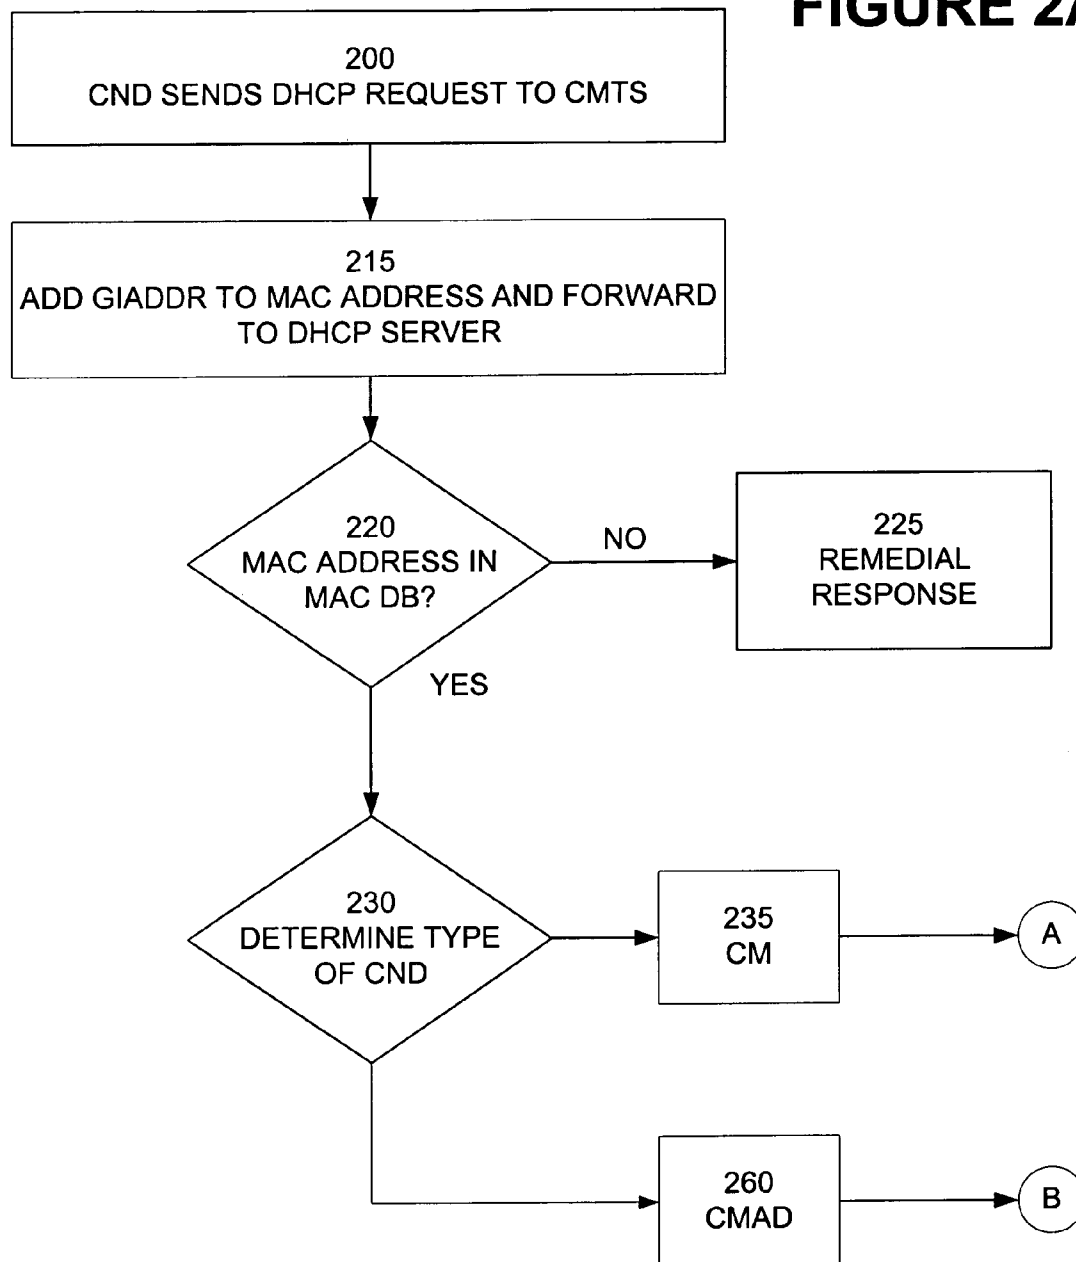 FIGURE 2A
200
CND SENDS DHCP REQUEST TO CMTS
215
ADD GIADDR TO MAC ADDRESS AND FORWARD
TO DHCP SERVER
220
MAC ADDRESS IN
MAC DB?
NO
225
REMEDIAL
RESPONSE
YES
230
DETERMINE TYPE
OF CND
235
CM
A
260
CMAD
B